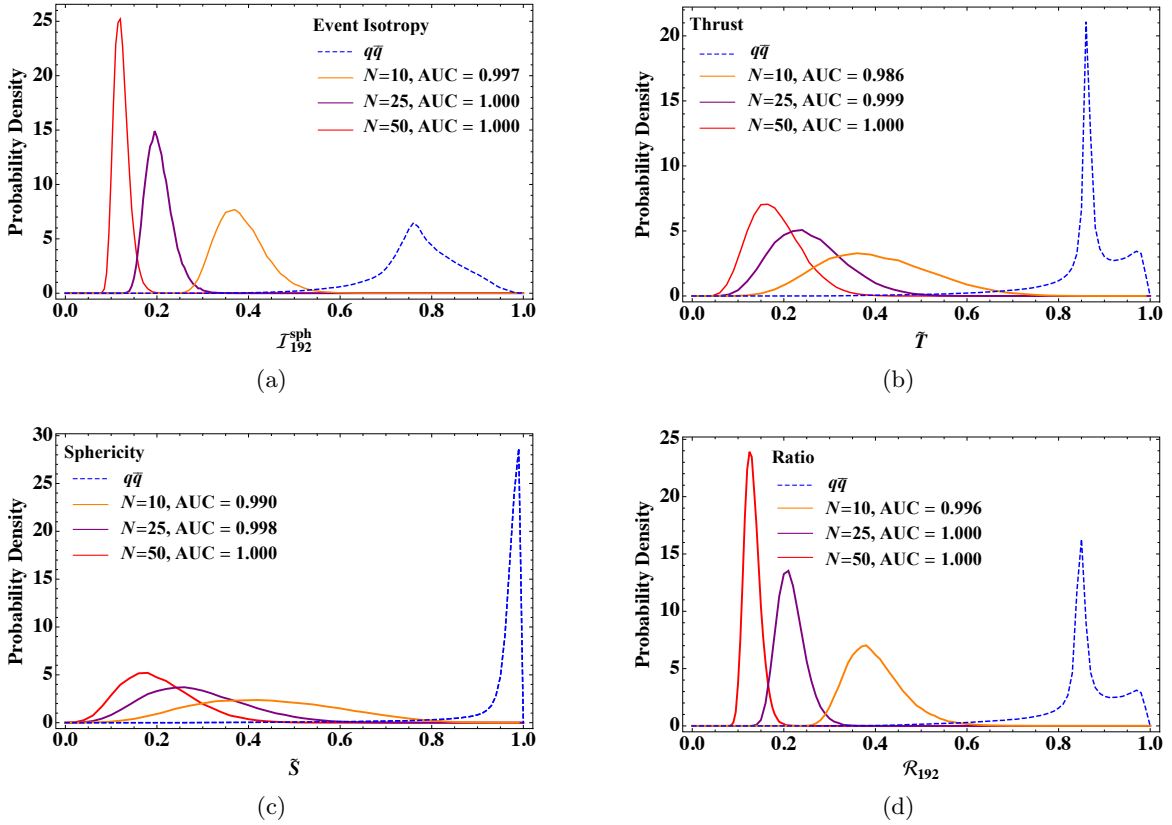 Event Isotropy
qq̄
N=10, AUC = 0.997
N=25, AUC = 1.000
N=50, AUC = 1.000
Probability Density
25
20
15
10
5
0
0.0 0.2 0.4 0.6 0.8 1.0
𝓘₁₉₂ˢᵖʰ
(a)
Thrust
qq̄
N=10, AUC = 0.986
N=25, AUC = 0.999
N=50, AUC = 1.000
Probability Density
20
15
10
5
0
0.0 0.2 0.4 0.6 0.8 1.0
T̃
(b)
Sphericity
qq̄
N=10, AUC = 0.990
N=25, AUC = 0.998
N=50, AUC = 1.000
Probability Density
30
25
20
15
10
5
0
0.0 0.2 0.4 0.6 0.8 1.0
S̃
(c)
Ratio
qq̄
N=10, AUC = 0.996
N=25, AUC = 1.000
N=50, AUC = 1.000
Probability Density
25
20
15
10
5
0
0.0 0.2 0.4 0.6 0.8 1.0
𝓡₁₉₂
(d)